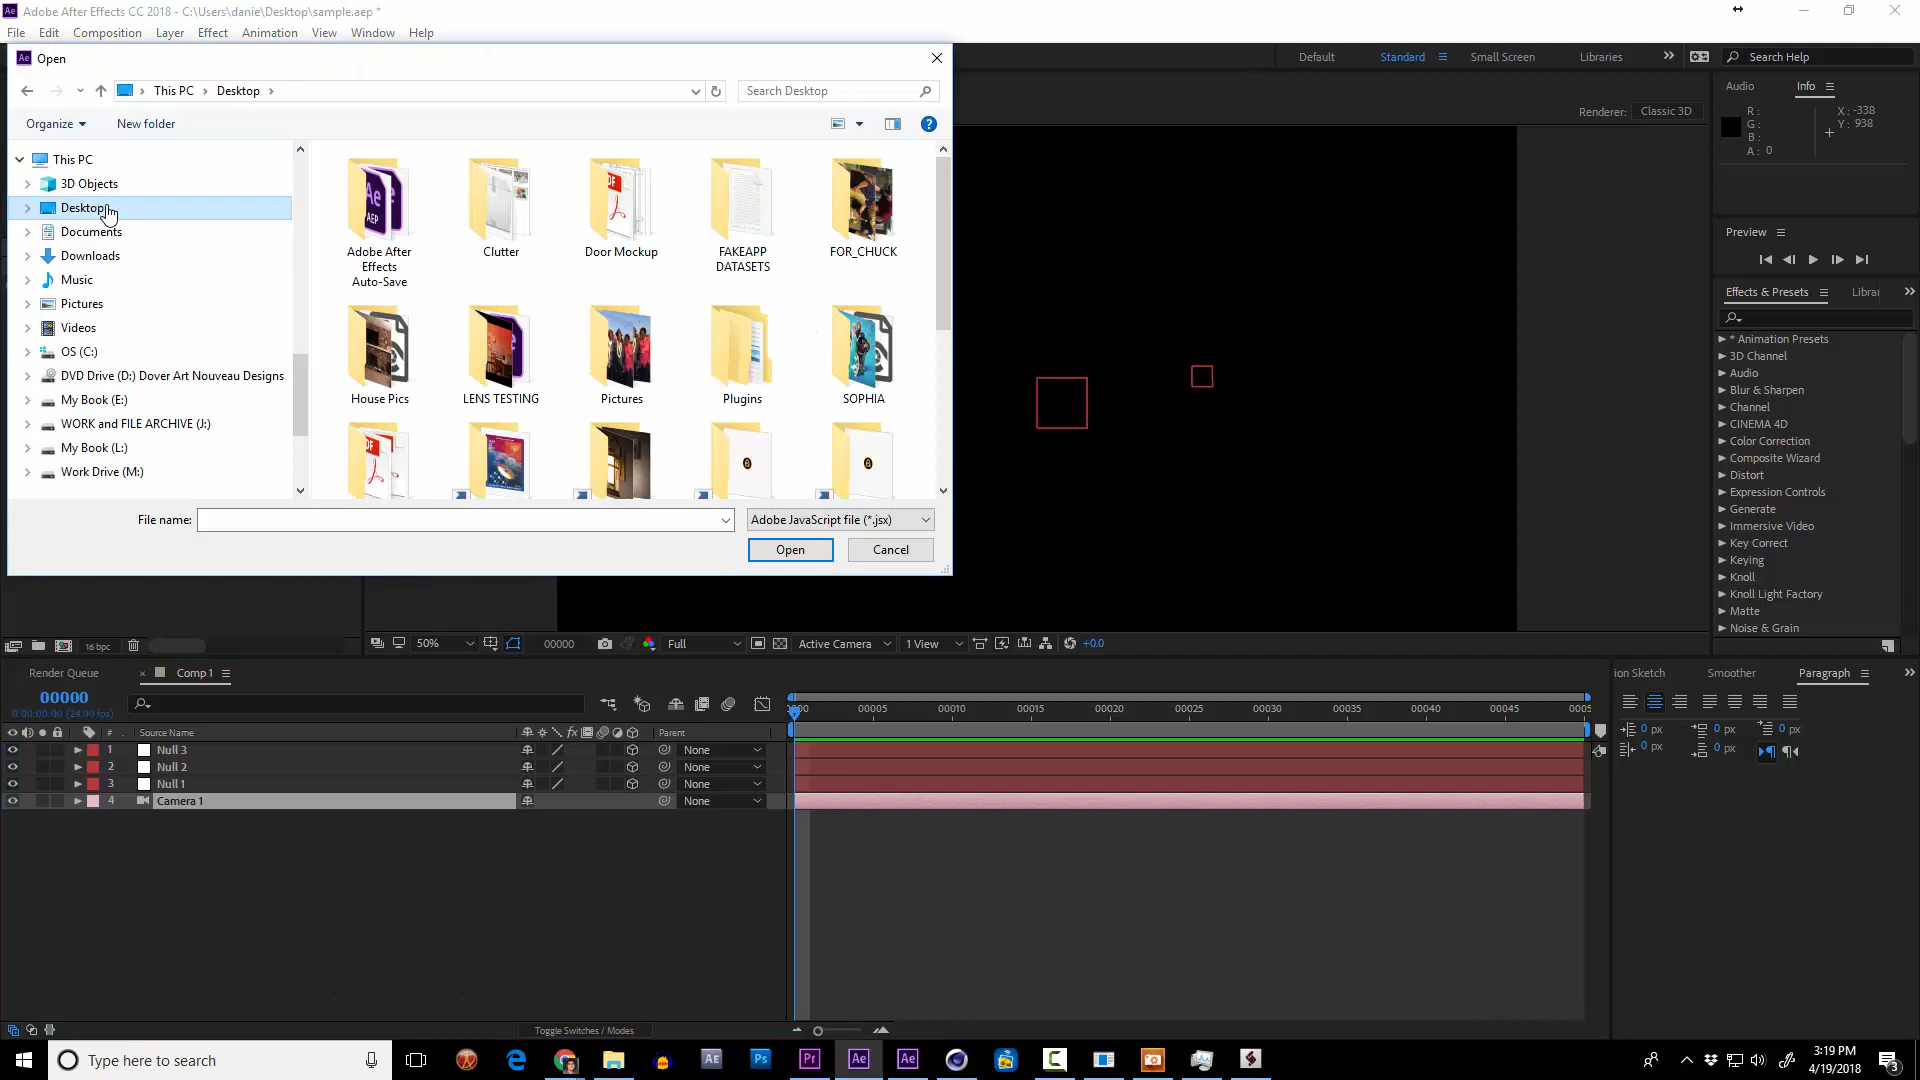 Adobe After Effects CC 2018 - C:\Users\danie\Desktop\sample.aep *
File Edit Composition Layer Effect Animation View Window Help
Open
This PC Desktop
Search Desktop
Organize New folder
This PC
3D Objects
Desktop
Documents
Downloads
Music
Pictures
Videos
OS (C:)
DVD Drive (D:) Dover Art Nouveau Designs
My Book (E:)
WORK and FILE ARCHIVE (J:)
My Book (L:)
Work Drive (M:)
Adobe After
Effects
Auto-Save
Clutter
Door Mockup
FAKEAPP
DATASETS
FOR_CHUCK
House Pics
LENS TESTING
Pictures
Plugins
SOPHIA
File name:
Adobe JavaScript file (*.jsx)
Open Cancel
Default Standard Small Screen Libraries Search Help
Renderer: Classic 3D
Audio Info
R: X: -338
G: Y: 938
B:
A: 0
Preview
Effects & Presets Librar
* Animation Presets
3D Channel
Audio
Blur & Sharpen
Channel
CINEMA 4D
Color Correction
Composite Wizard
Distort
Expression Controls
Generate
Immersive Video
Key Correct
Keying
Knoll
Knoll Light Factory
Matte
Noise & Grain
16 bpc
50% 00000 Full Active Camera 1 View +0.0
Render Queue Comp 1
00000
0:00:00:00 (24.00 fps)
# Source Name Parent
1 Null 3 None
2 Null 2 None
3 Null 1 None
4 Camera 1 None
00005 00010 00015 00020 00025 00030 00035 00040 00045
Toggle Switches / Modes
ion Sketch Smoother Paragraph
0 px 0 px 0 px
0 px 0 px
Type here to search
3:19 PM
4/19/2018
3